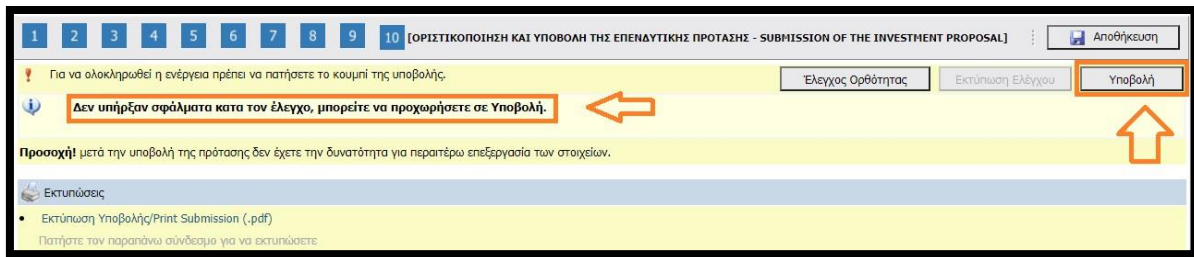 1 2 3 4 5 6 7 8 9 10 [ΟΡΙΣΤΙΚΟΠΟΙΗΣΗ ΚΑΙ ΥΠΟΒΟΛΗ ΤΗΣ ΕΠΕΝΔΥΤΙΚΗΣ ΠΡΟΤΑΣΗΣ - SUBMISSION OF THE INVESTMENT PROPOSAL] Αποθήκευση
Για να ολοκληρωθεί η ενέργεια πρέπει να πατήσετε το κουμπί της υποβολής. Έλεγχος Ορθότητας Εκτύπωση Ελέγχου Υποβολή
Δεν υπήρξαν σφάλματα κατα τον έλεγχο, μπορείτε να προχωρήσετε σε Υποβολή.
Προσοχή! μετά την υποβολή της πρότασης δεν έχετε την δυνατότητα για περαιτέρω επεξεργασία των στοιχείων.
Εκτυπώσεις
• Εκτύπωση Υποβολής/Print Submission (.pdf)
Πατήστε τον παραπάνω σύνδεσμο για να εκτυπώσετε